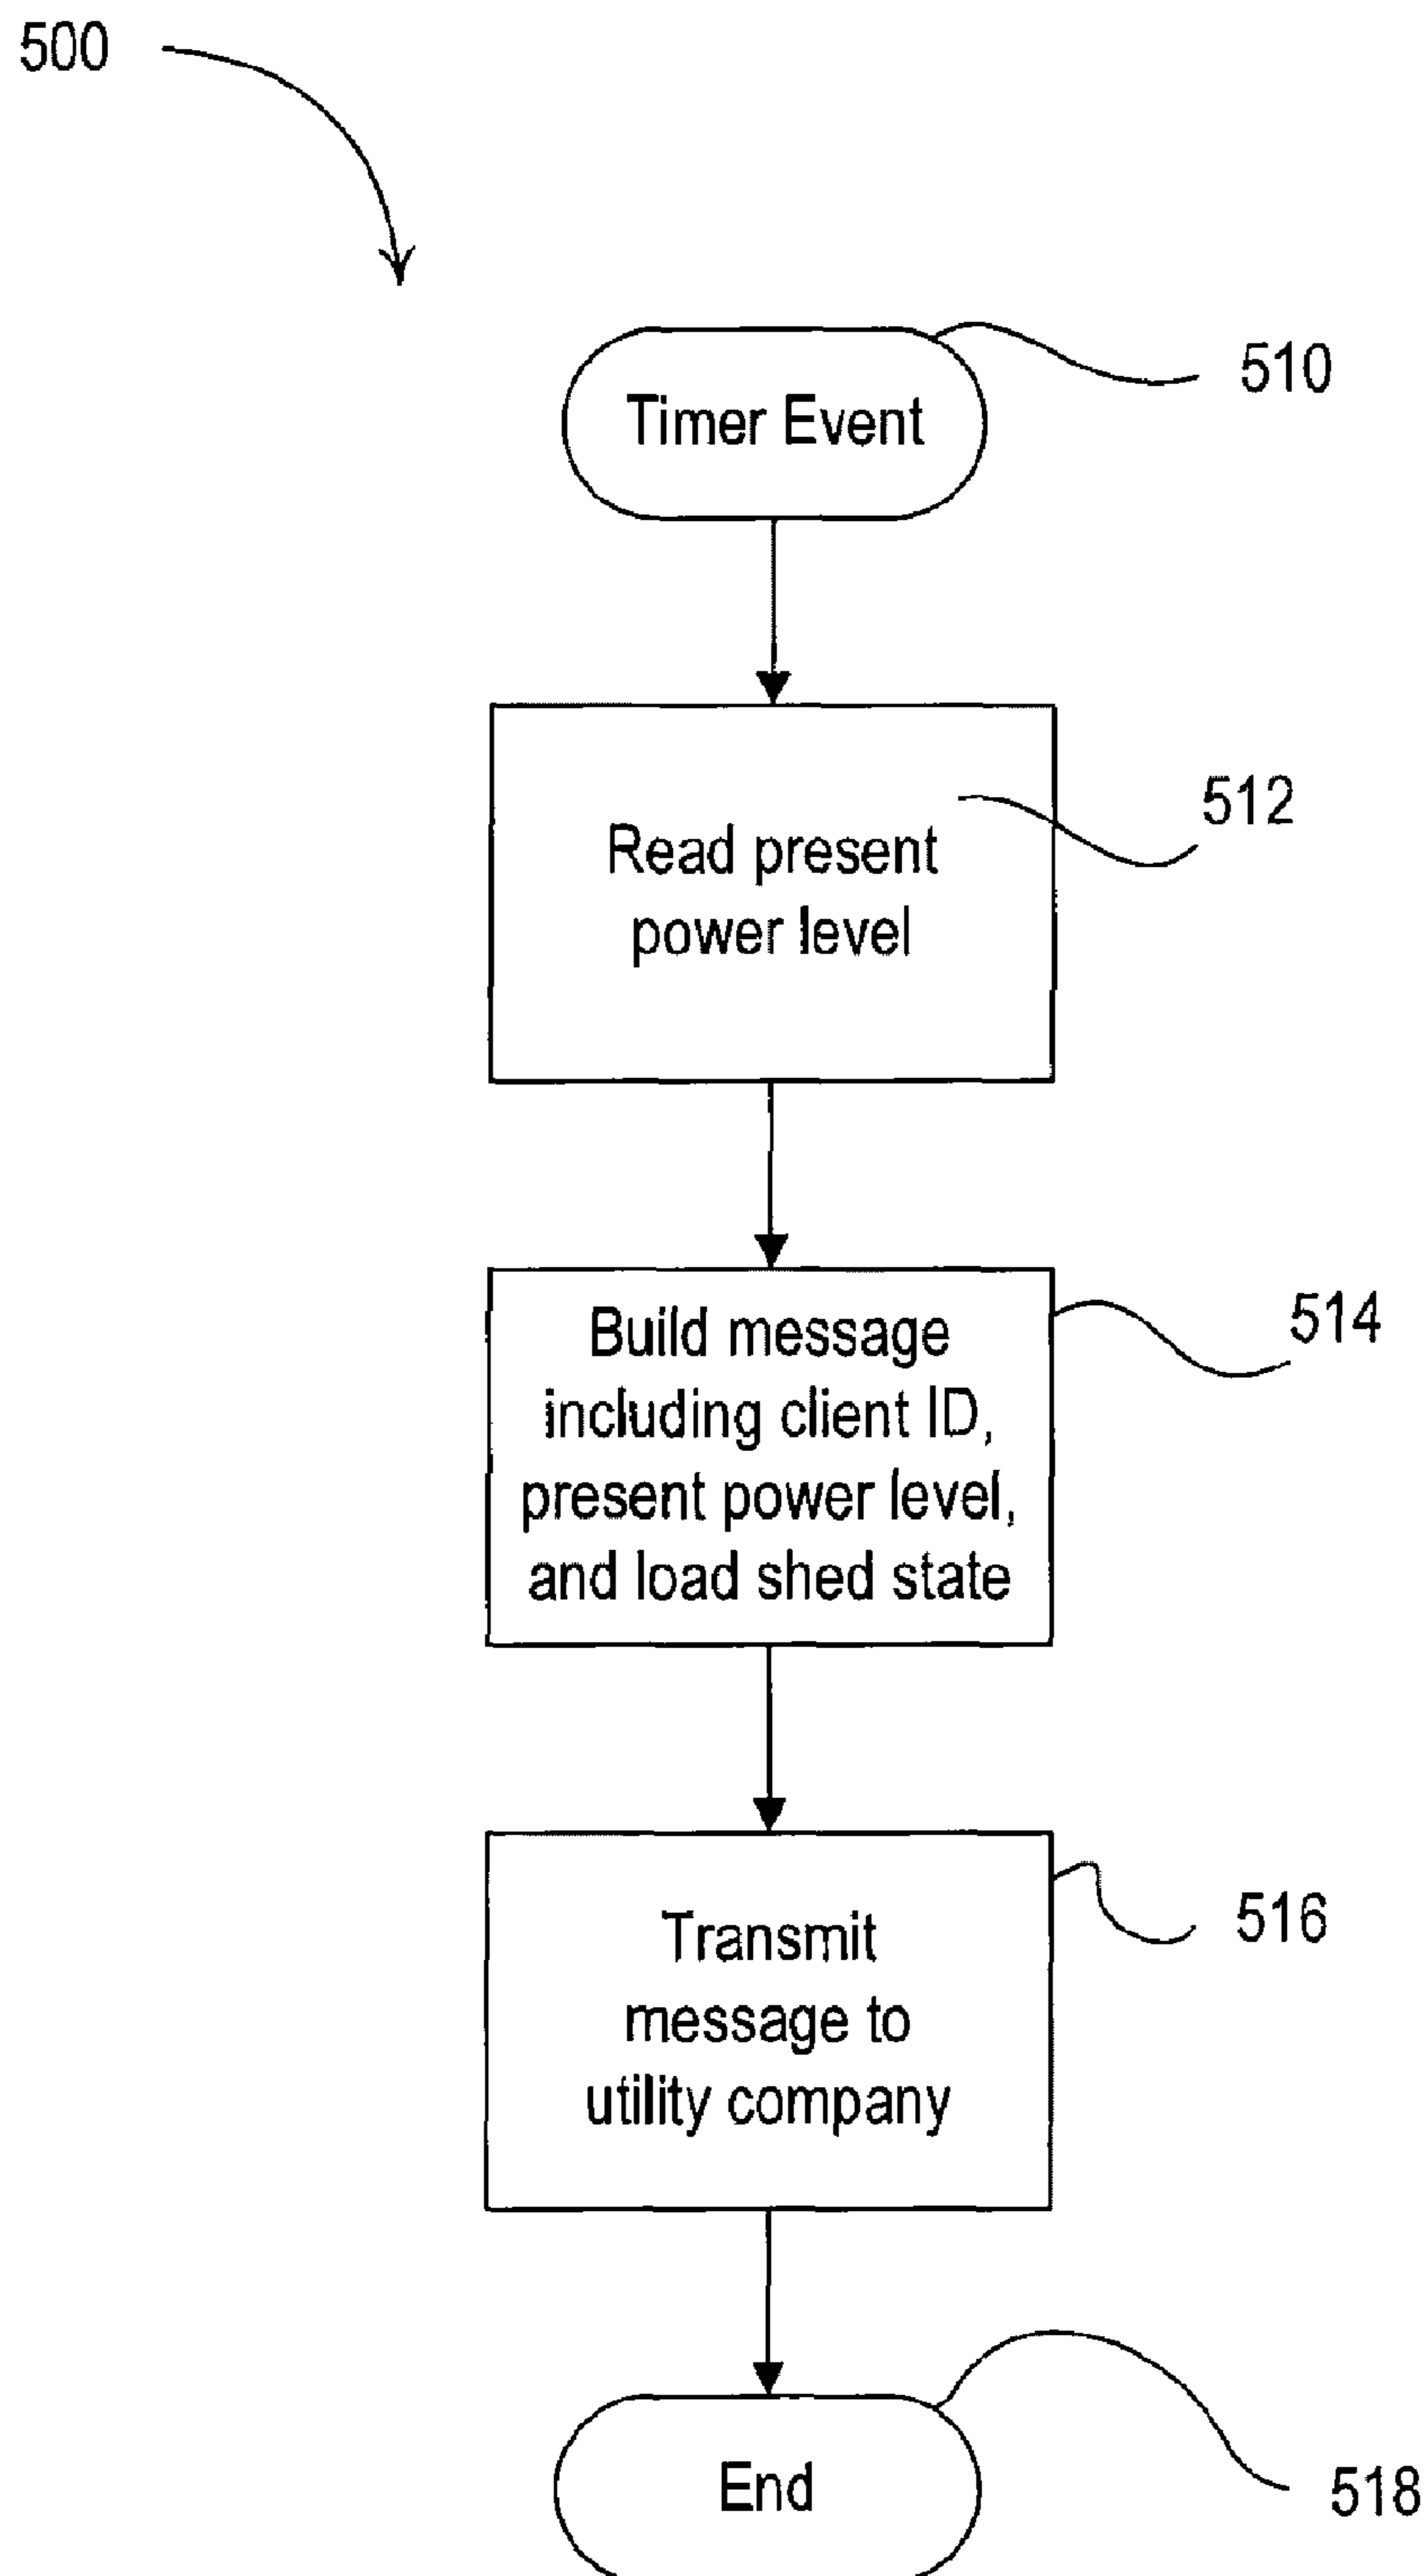 500
Timer Event
510
Read present
power level
512
Build message
including client ID,
present power level,
and load shed state
514
Transmit
message to
utility company
516
End
518